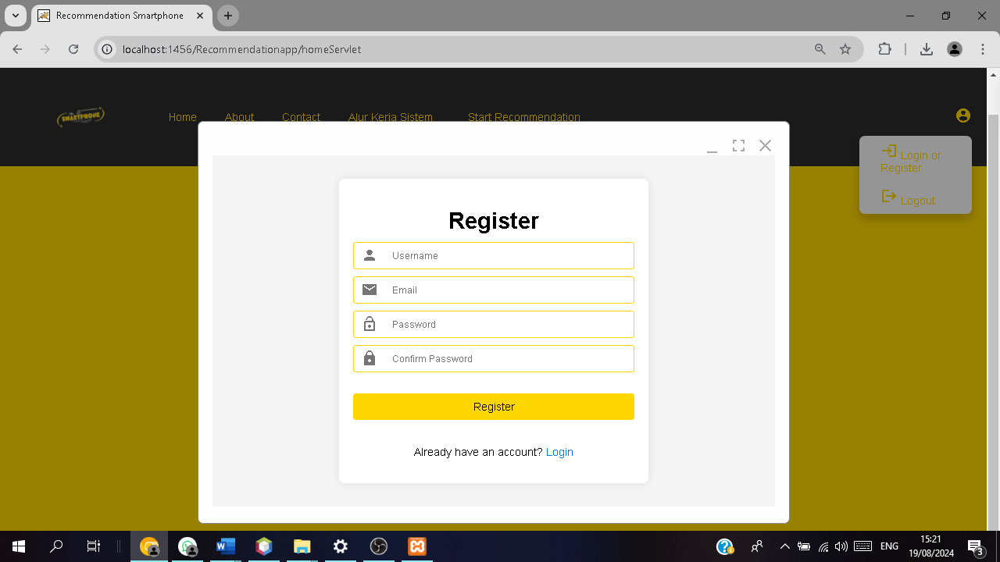 Recommendation Smartphone
localhost:1456/Recommendationapp/homeServlet
SMARTPHONE
Home About Contact Alur Kerja Sistem Start Recommendation
Login or
Register
Logout
Register
Username
Email
Password
Confirm Password
Register
Already have an account? Login
ENG
15:21
19/08/2024
3